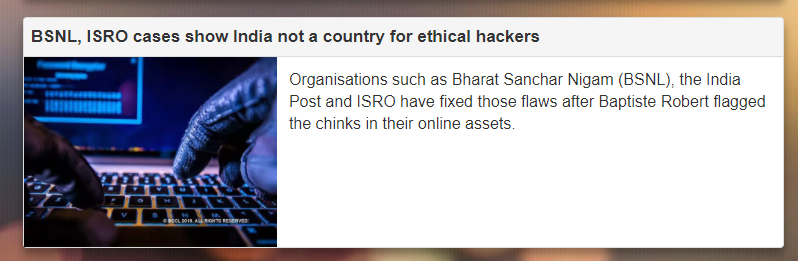 BSNL, ISRO cases show India not a country for ethical hackers
Organisations such as Bharat Sanchar Nigam (BSNL), the India
Post and ISRO have fixed those flaws after Baptiste Robert flagged
the chinks in their online assets.
© BCCL 2018. ALL RIGHTS RESERVED.